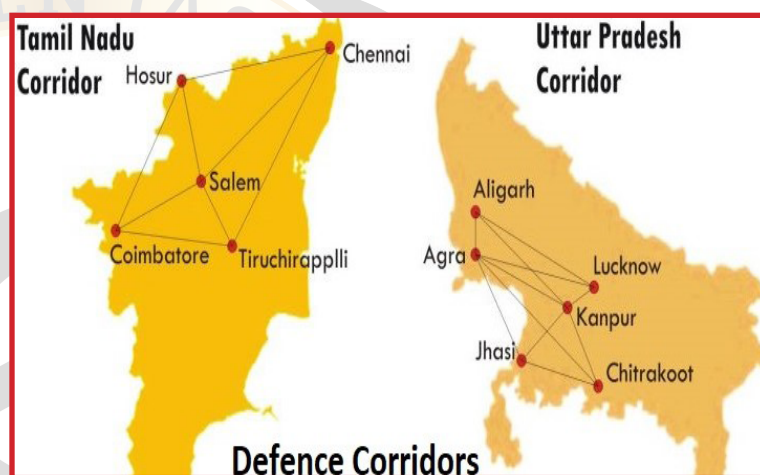 Tamil Nadu
Corridor
Hosur
Chennai
Salem
Coimbatore
Tiruchirapplli
Uttar Pradesh
Corridor
Aligarh
Agra
Lucknow
Kanpur
Jhasi
Chitrakoot
Defence Corridors